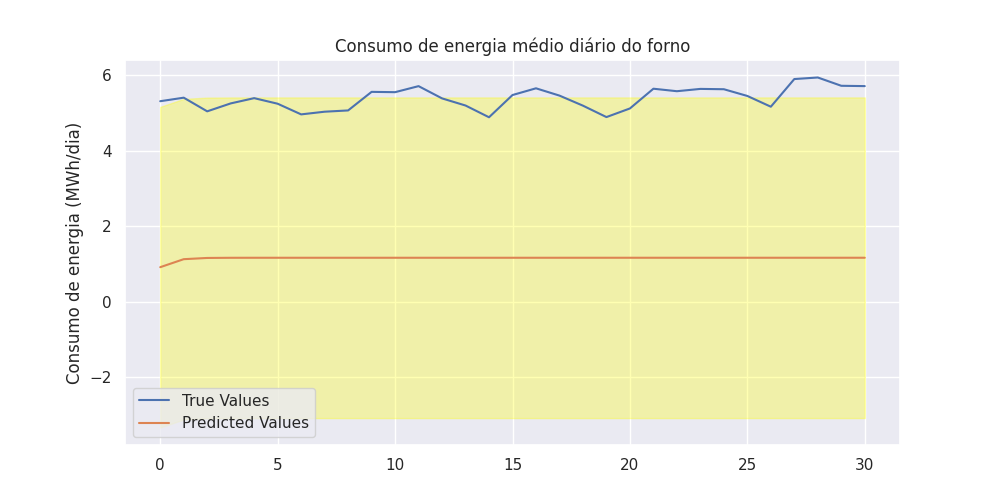 Consumo de energia médio diário do forno
Consumo de energia (MWh/dia)
6
4
2
0
−2
True Values
Predicted Values
0 5 10 15 20 25 30